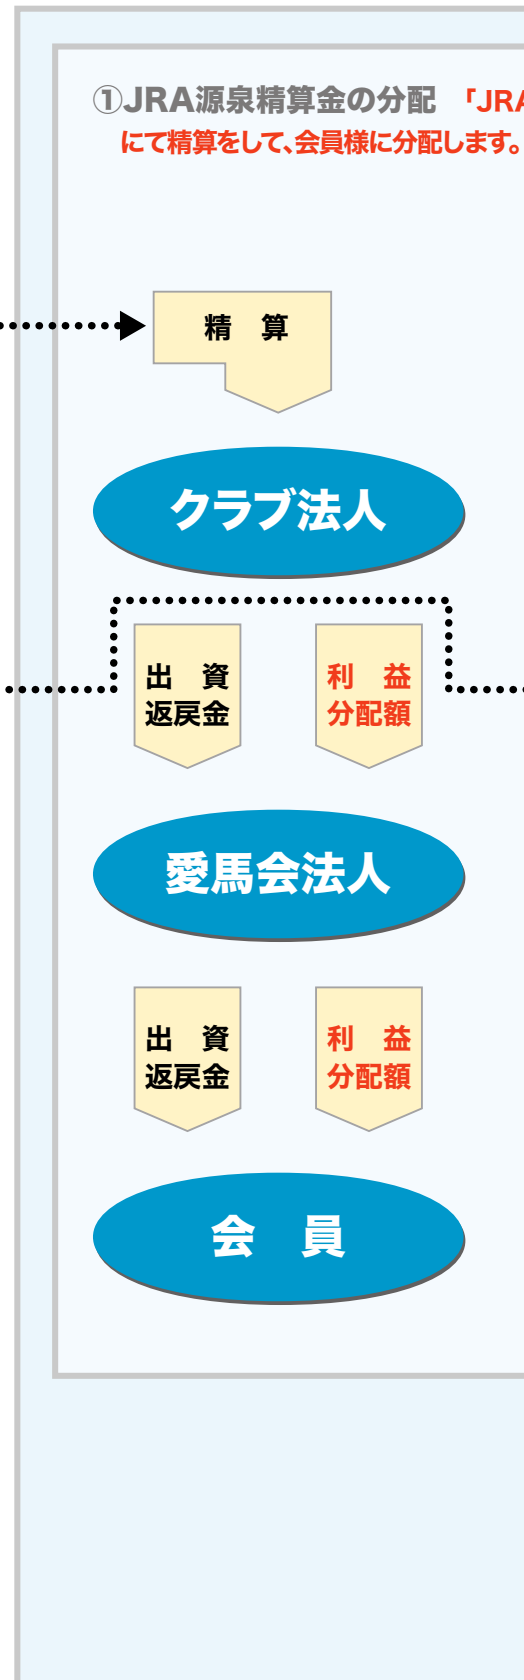 ①JRA源泉精算金の分配 「JRA
にて精算をして、会員様に分配します。
精 算
クラブ法人
出 資
返戻金
利 益
分配額
愛馬会法人
出 資
返戻金
利 益
分配額
会 員